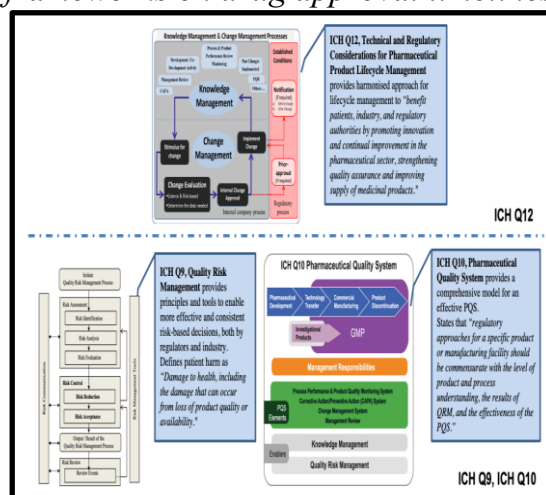 Knowledge Management & Change Management Processes
Established
Conditions
Process & Product
Performance Review
Monitoring
Management Review
CAPA
PQR
Others...
Knowledge
Management
Notification
(if required)
Change
Management
Stimulus for
change
Implement
Change
Prior-
approval
(if required)
Change Evaluation
Internal Change
Approval
Internal company process
Regulatory
process
ICH Q12, Technical and Regulatory
Considerations for Pharmaceutical
Product Lifecycle Management
provides harmonised approach for
lifecycle management to "benefit
patients, industry, and regulatory
authorities by promoting innovation
and continual improvement in the
pharmaceutical sector, strengthening
quality assurance and improving
supply of medicinal products."
ICH Q12
Initiate
Quality Risk Management Process
Risk Assessment
Risk Identification
Risk Analysis
Risk Evaluation
Risk Control
Risk Reduction
Risk Acceptance
Output / Result of the
Quality Risk Management Process
Risk Review
Review Events
Risk Communication
Risk Management Tools
ICH Q9, Quality Risk
Management provides
principles and tools to enable
more effective and consistent
risk-based decisions, both by
regulators and industry.
Defines patient harm as
"Damage to health, including
the damage that can occur
from loss of product quality or
availability."
ICH Q10 Pharmaceutical Quality System
Pharmaceutical
Development
Technology
Transfer
Commercial
Manufacturing
Product
Discontinuation
Investigational
Products
GMP
Management Responsibilities
PQS
Elements
Process Performance & Product Quality Monitoring System
Corrective Action/Preventive Action (CAPA) System
Change Management System
Management Review
Enablers
Knowledge Management
Quality Risk Management
ICH Q10, Pharmaceutical
Quality System provides a
comprehensive model for an
effective PQS.
States that "regulatory
approaches for a specific product
or manufacturing facility should
be commensurate with the level
of product and process
understanding, the results of
QRM, and the effectiveness of the
PQS."
ICH Q9, ICH Q10